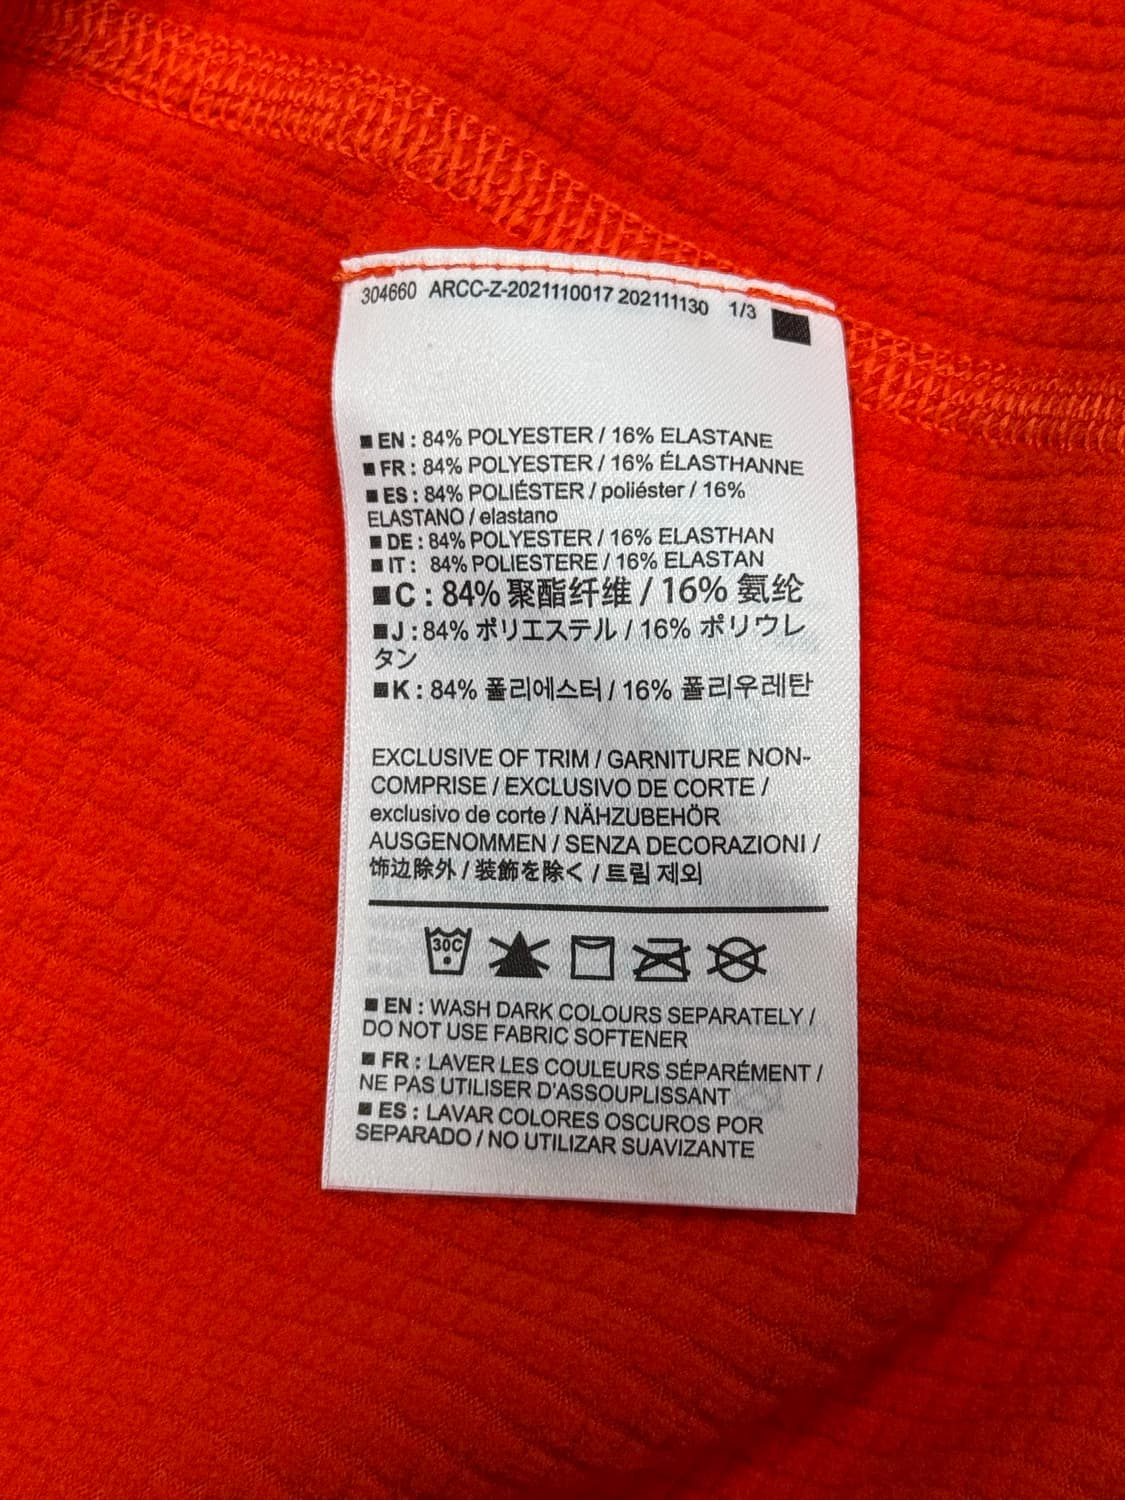 304660 ARCC-Z-2021110017 202111130 1/3
■ EN : 84% POLYESTER / 16% ELASTANE
■ FR : 84% POLYESTER / 16% ÉLASTHANNE
■ ES : 84% POLIÉSTER / poliéster / 16%
ELASTANO / elastano
■ DE : 84% POLYESTER / 16% ELASTHAN
■ IT : 84% POLIESTERE / 16% ELASTAN
■ C : 84% 聚酯纤维 / 16% 氨纶
■ J : 84% ポリエステル / 16% ポリウレ
タン
■ K : 84% 폴리에스터 / 16% 폴리우레탄
EXCLUSIVE OF TRIM / GARNITURE NON-
COMPRISE / EXCLUSIVO DE CORTE /
exclusivo de corte / NÄHZUBEHÖR
AUSGENOMMEN / SENZA DECORAZIONI /
饰边除外 / 装飾を除く / 트림 제외
30C
■ EN : WASH DARK COLOURS SEPARATELY /
DO NOT USE FABRIC SOFTENER
■ FR : LAVER LES COULEURS SÉPARÉMENT /
NE PAS UTILISER D'ASSOUPLISSANT
■ ES : LAVAR COLORES OSCUROS POR
SEPARADO / NO UTILIZAR SUAVIZANTE